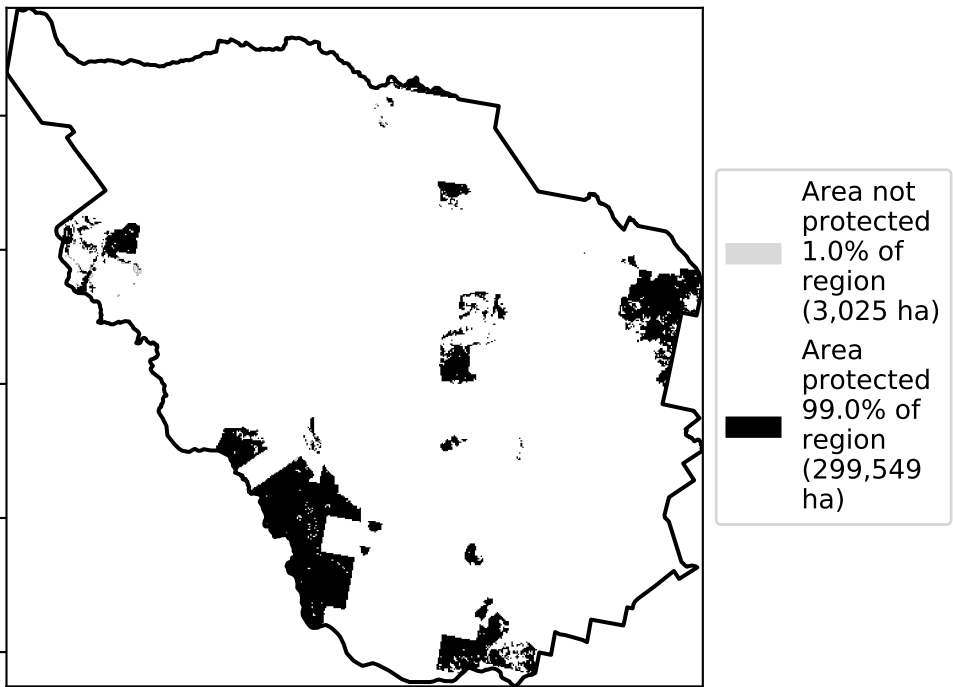 Area not
protected
1.0% of
region
(3,025 ha)
Area
protected
99.0% of
region
(299,549
ha)